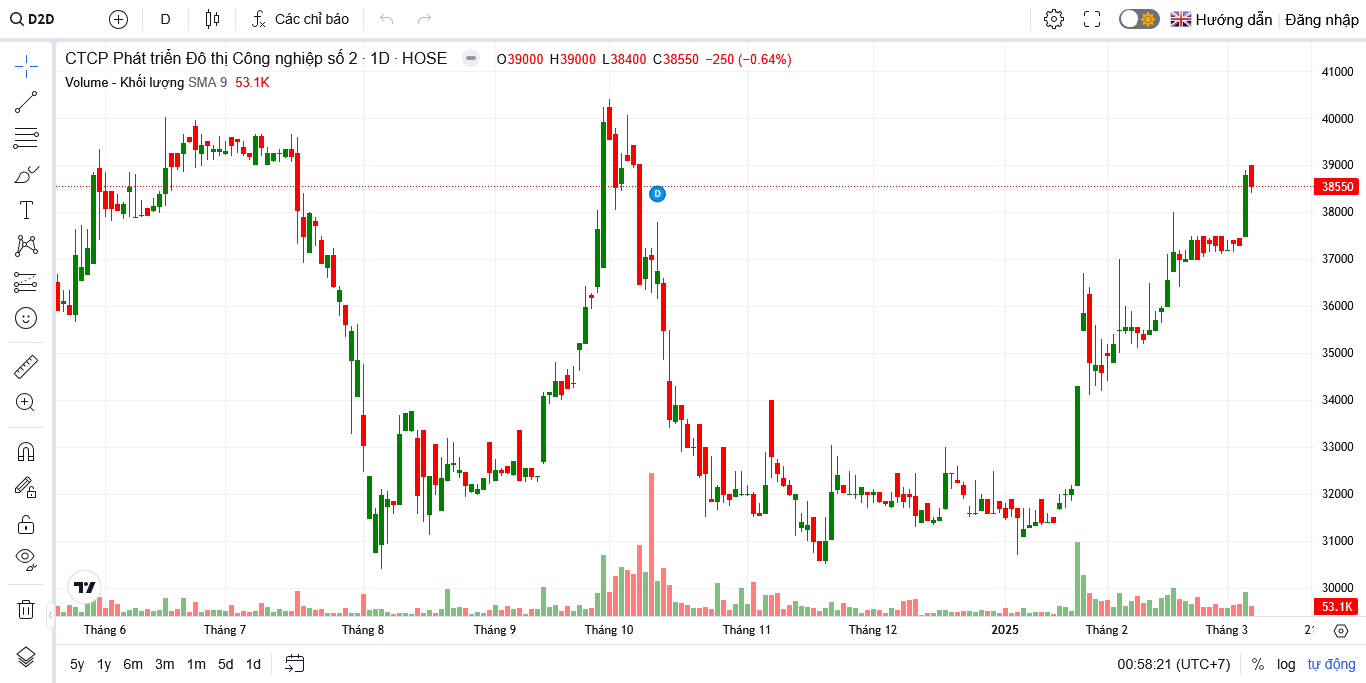 D2D D Các chỉ báo Hướng dẫn Đăng nhập
CTCP Phát triển Đô thị Công nghiệp số 2 · 1D · HOSE O39000 H39000 L38400 C38550 −250 (−0.64%)
Volume - Khối lượng SMA 9 53.1K
41000
40000
39000
38550
38000
37000
36000
35000
34000
33000
32000
31000
30000
53.1K
D
Tháng 6 Tháng 7 Tháng 8 Tháng 9 Tháng 10 Tháng 11 Tháng 12 2025 Tháng 2 Tháng 3
5y 1y 6m 3m 1m 5d 1d 00:58:21 (UTC+7) % log tự động